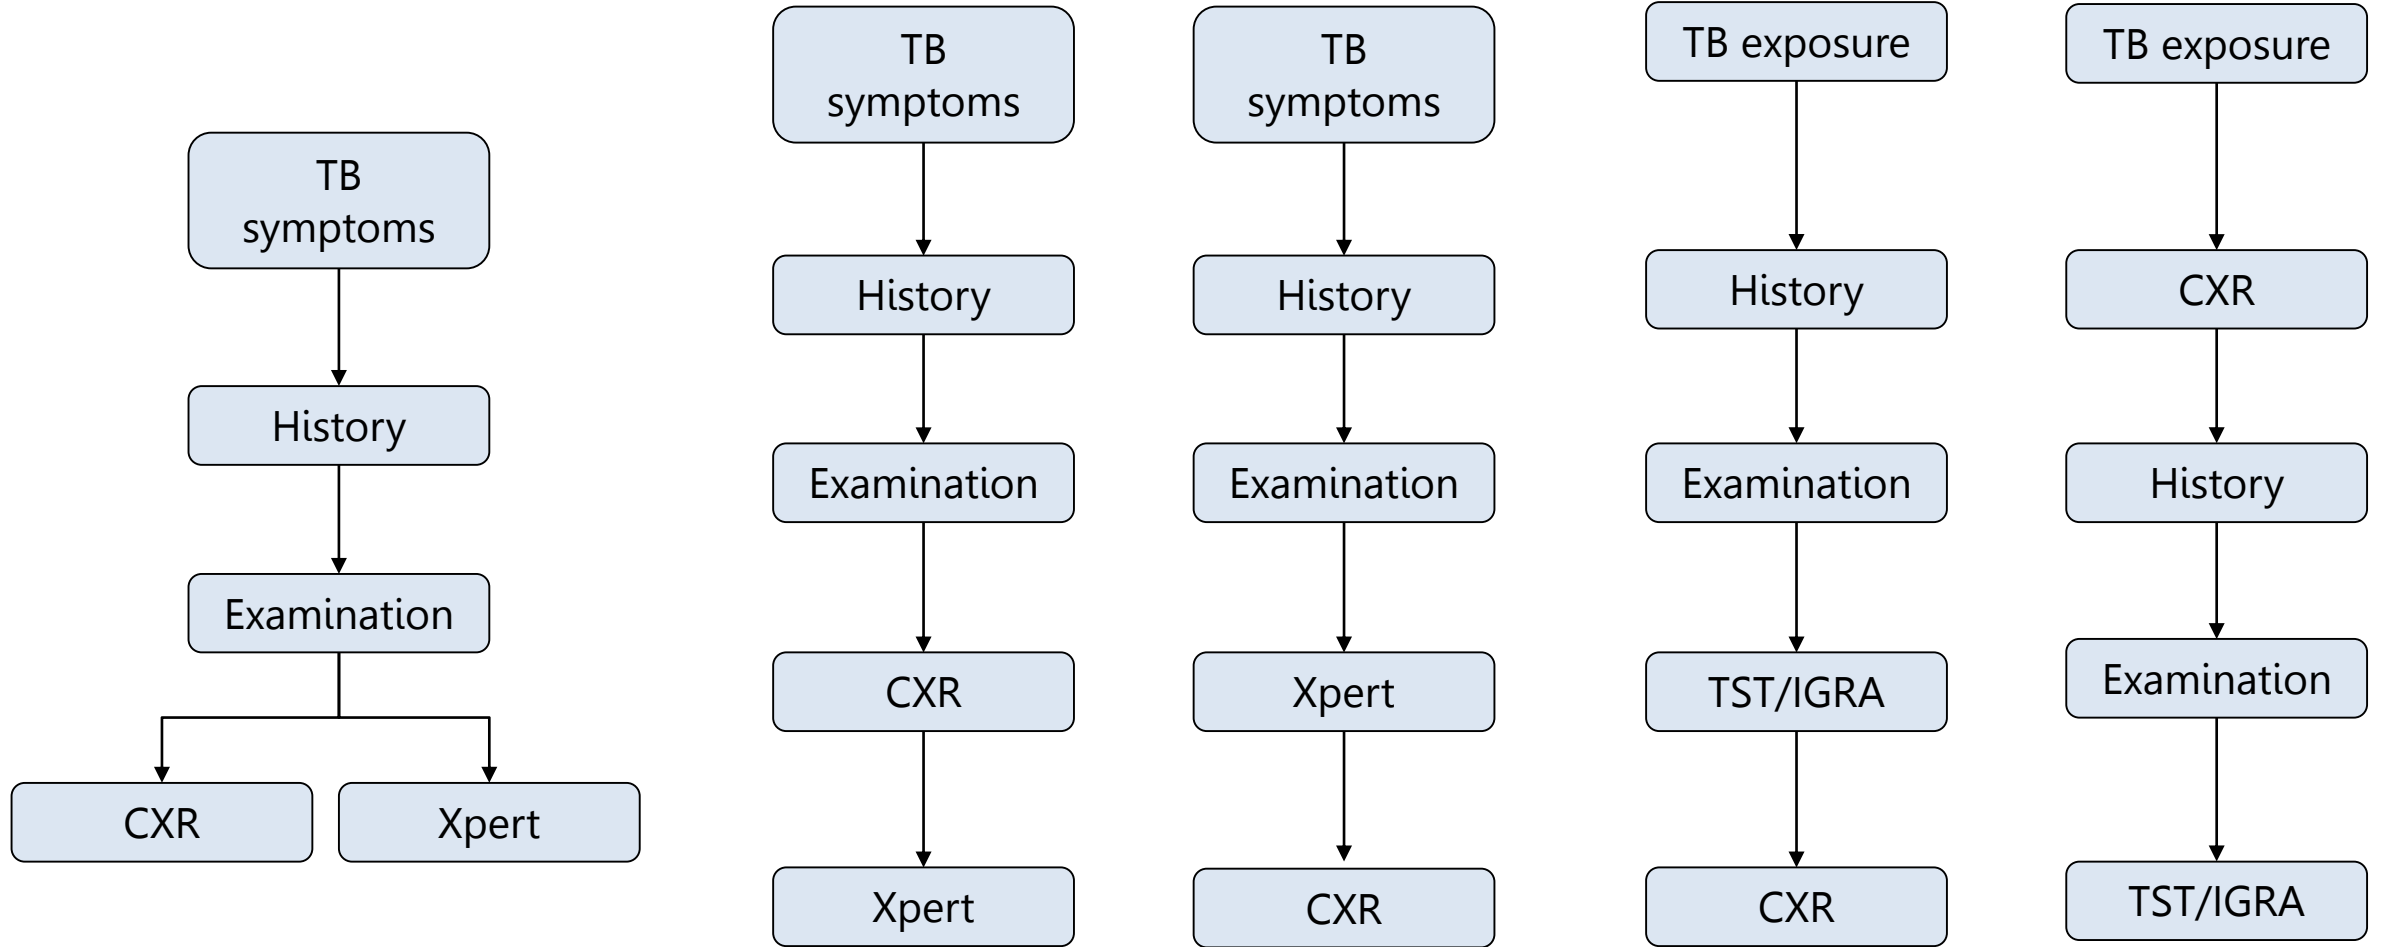 TB
symptoms
History
Examination
CXR
Xpert
TB
symptoms
History
Examination
CXR
Xpert
TB
symptoms
History
Examination
Xpert
CXR
TB exposure
History
Examination
TST/IGRA
CXR
TB exposure
CXR
History
Examination
TST/IGRA